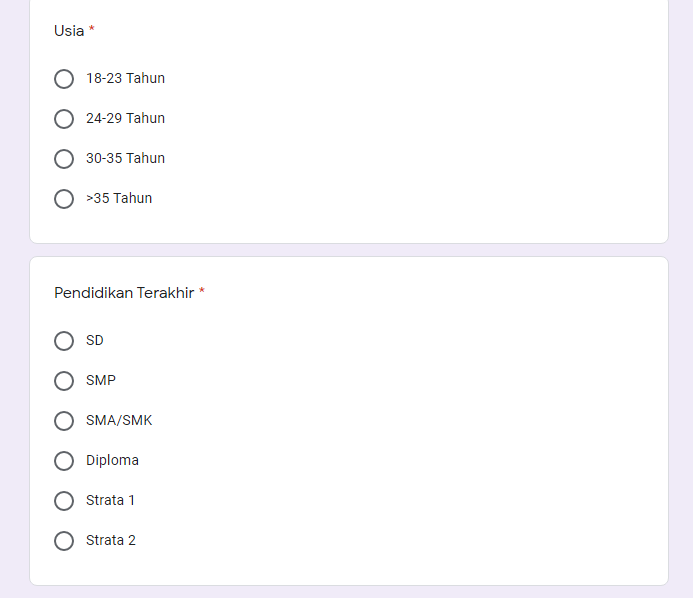 Usia *
18-23 Tahun
24-29 Tahun
30-35 Tahun
>35 Tahun
Pendidikan Terakhir *
SD
SMP
SMA/SMK
Diploma
Strata 1
Strata 2